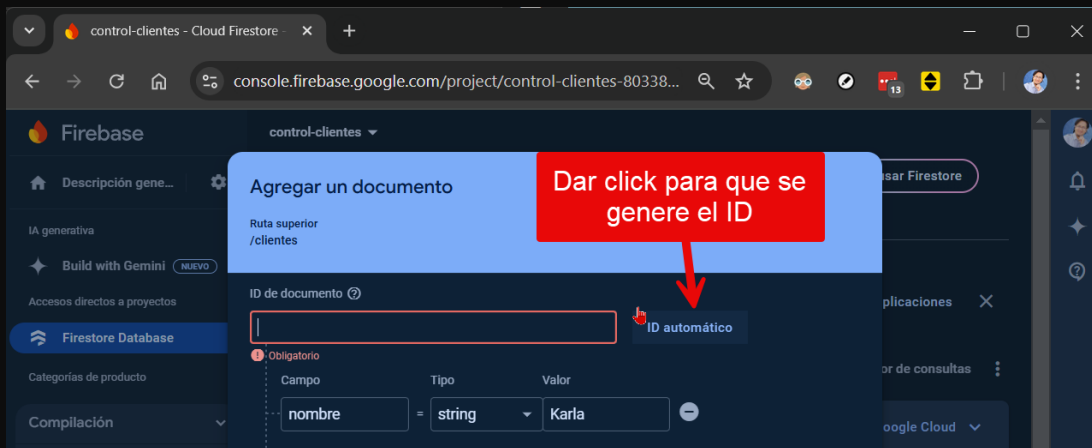 control-clientes - Cloud Firestore -
console.firebase.google.com/project/control-clientes-80338...
13
Firebase
control-clientes
Descripción gene...
Agregar un documento
Dar click para que se
genere el ID
usar Firestore
Ruta superior
/clientes
IA generativa
Build with Gemini
NUEVO
Accesos directos a proyectos
ID de documento
plicaciones
Firestore Database
ID automático
Obligatorio
Categorías de producto
Campo
Tipo
Valor
or de consultas
nombre
=
string
Karla
Compilación
oogle Cloud